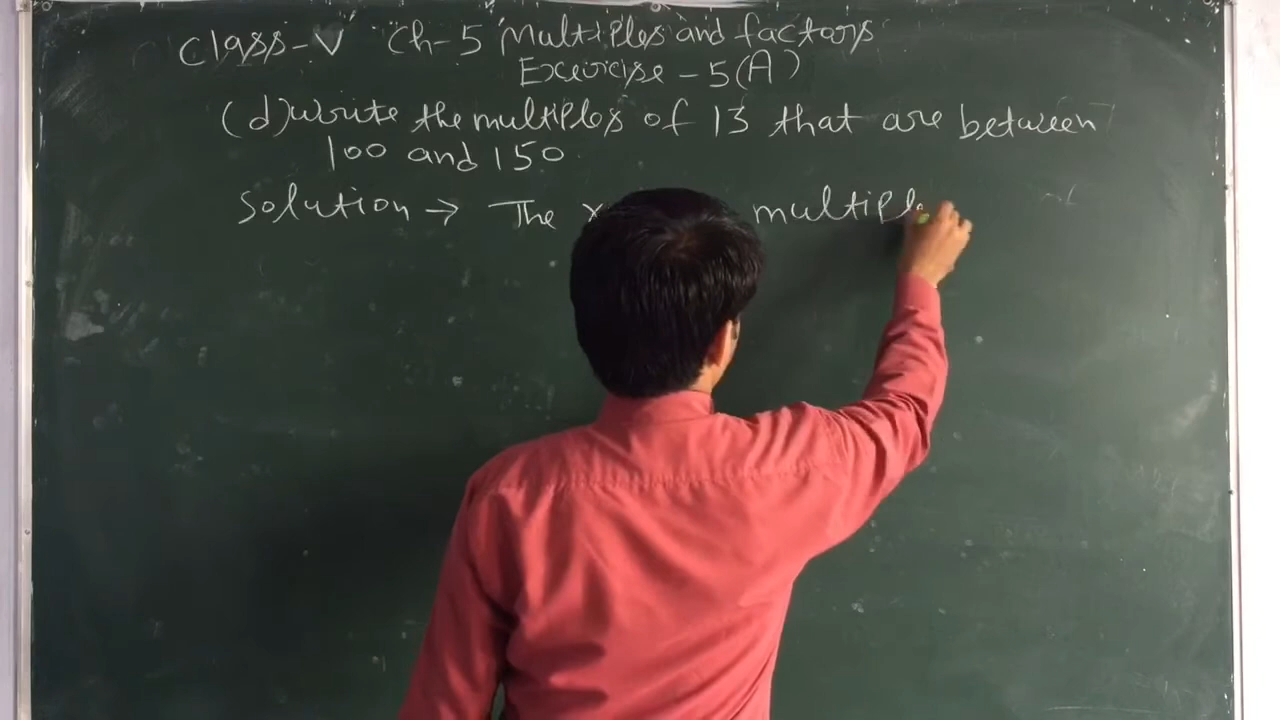 Class-V Ch-5 Multiples and factors
Exercise-5(A)
(d) Write the multiples of 13 that are between
100 and 150.
Solution → The multiple